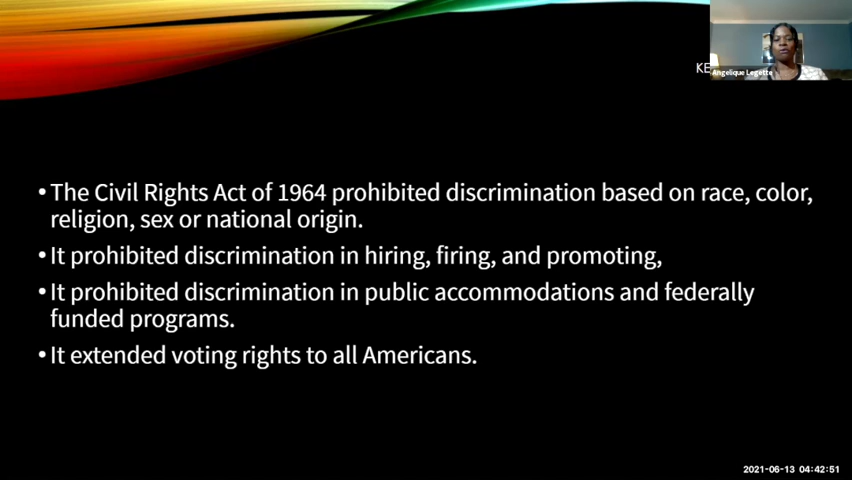 KE
Angelique Legette
•The Civil Rights Act of 1964 prohibited discrimination based on race, color,
religion, sex or national origin.
•It prohibited discrimination in hiring, firing, and promoting,
•It prohibited discrimination in public accommodations and federally
funded programs.
•It extended voting rights to all Americans.
2021-06-13 04:42:51